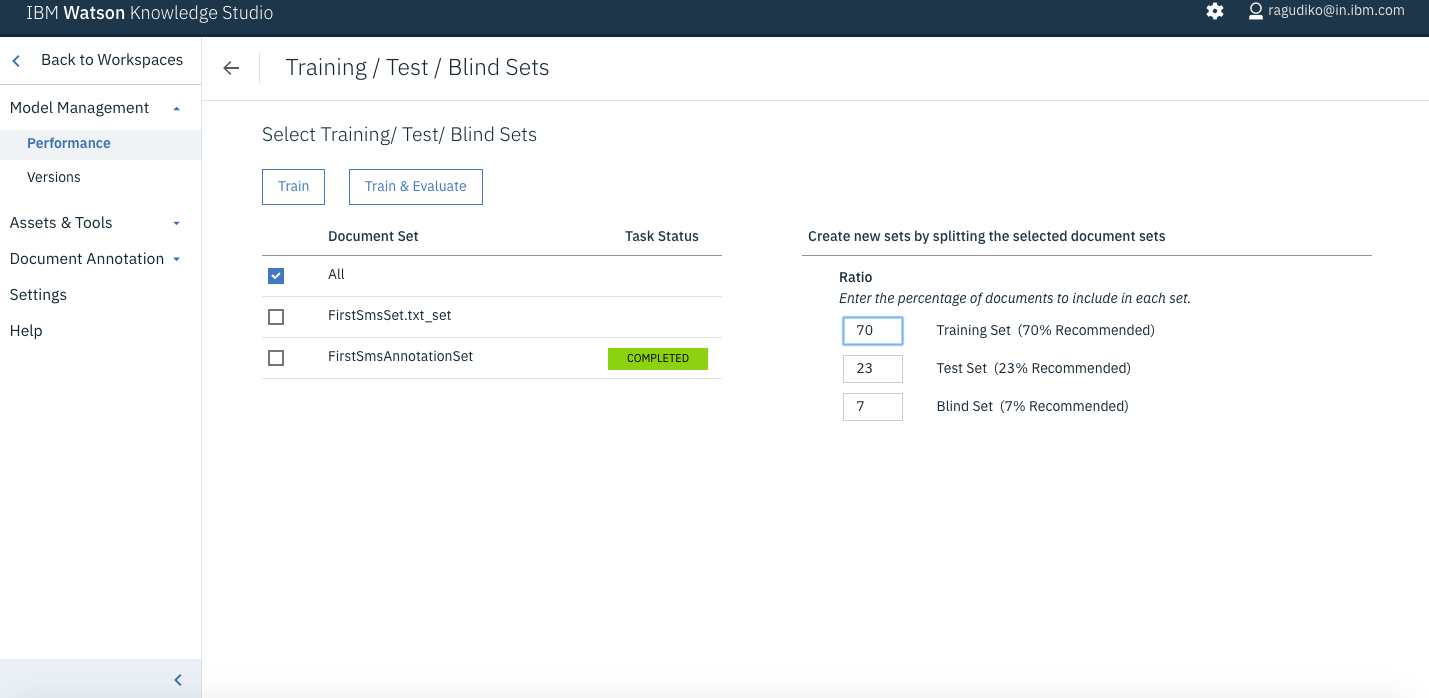 IBM Watson Knowledge Studio
ragudiko@in.ibm.com
Back to Workspaces
Model Management
Performance
Versions
Assets & Tools
Document Annotation
Settings
Help
Training / Test / Blind Sets
Select Training/ Test/ Blind Sets
Train
Train & Evaluate
Document Set
Task Status
All
FirstSmsSet.txt_set
FirstSmsAnnotationSet
COMPLETED
Create new sets by splitting the selected document sets
Ratio
Enter the percentage of documents to include in each set.
70
Training Set (70% Recommended)
23
Test Set (23% Recommended)
7
Blind Set (7% Recommended)